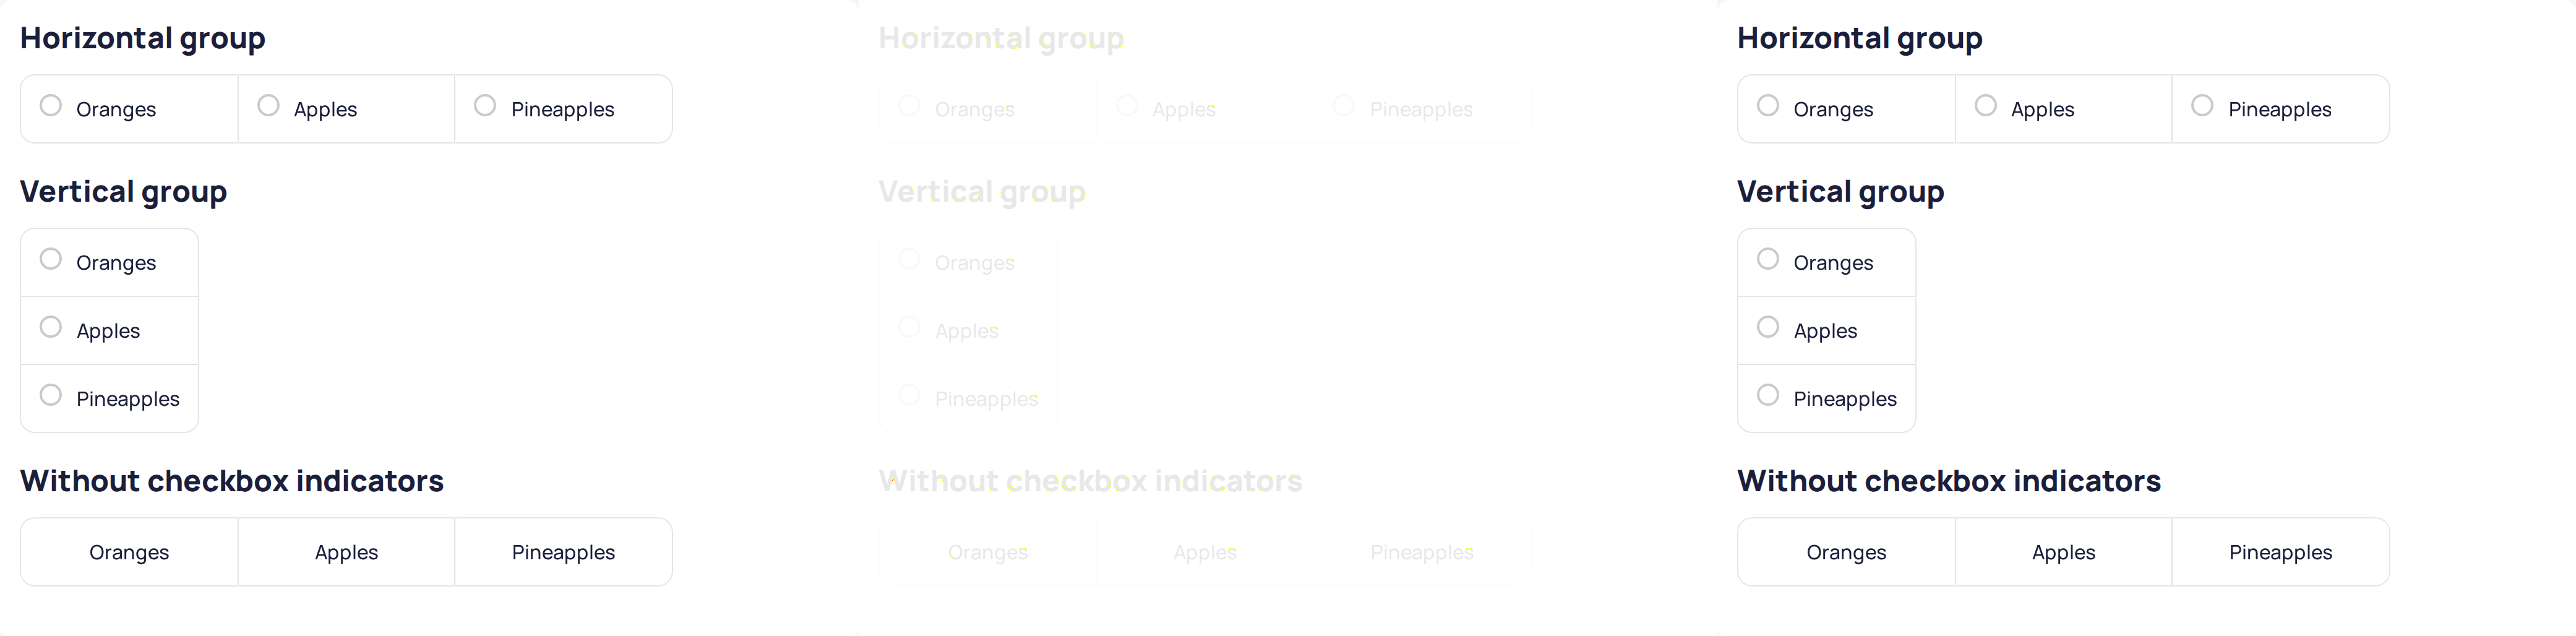 Horizontal group
Oranges Apples Pineapples
Vertical group
Oranges
Apples
Pineapples
Without checkbox indicators
Oranges Apples Pineapples
Horizontal group
Oranges Apples Pineapples
Vertical group
Oranges
Apples
Pineapples
Without checkbox indicators
Oranges Apples Pineapples
Horizontal group
Oranges Apples Pineapples
Vertical group
Oranges
Apples
Pineapples
Without checkbox indicators
Oranges Apples Pineapples